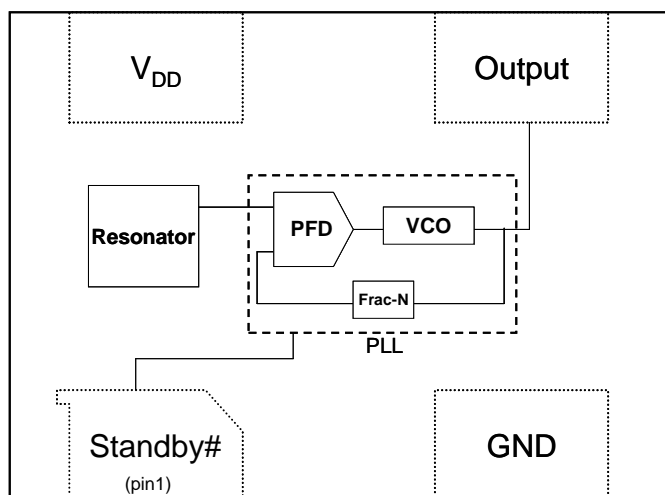 VDD
Output
Resonator
PFD
VCO
Frac-N
PLL
Standby#
(pin1)
GND